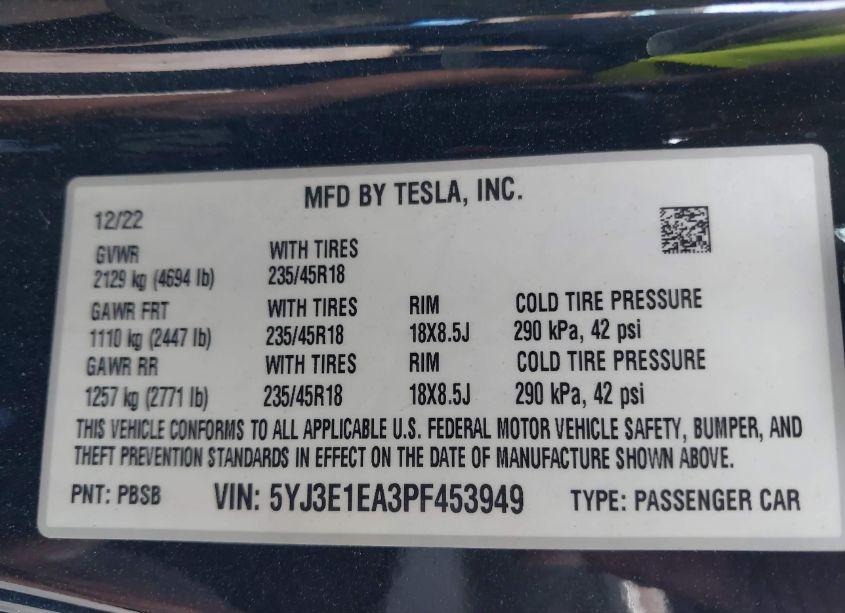 MFD BY TESLA, INC.
12/22
GVWR WITH TIRES
2129 kg (4694 lb) 235/45R18
GAWR FRT WITH TIRES RIM COLD TIRE PRESSURE
1110 kg (2447 lb) 235/45R18 18X8.5J 290 kPa, 42 psi
GAWR RR WITH TIRES RIM COLD TIRE PRESSURE
1257 kg (2771 lb) 235/45R18 18X8.5J 290 kPa, 42 psi
THIS VEHICLE CONFORMS TO ALL APPLICABLE U.S. FEDERAL MOTOR VEHICLE SAFETY, BUMPER, AND
THEFT PREVENTION STANDARDS IN EFFECT ON THE DATE OF MANUFACTURE SHOWN ABOVE.
PNT: PBSB VIN: 5YJ3E1EA3PF453949 TYPE: PASSENGER CAR